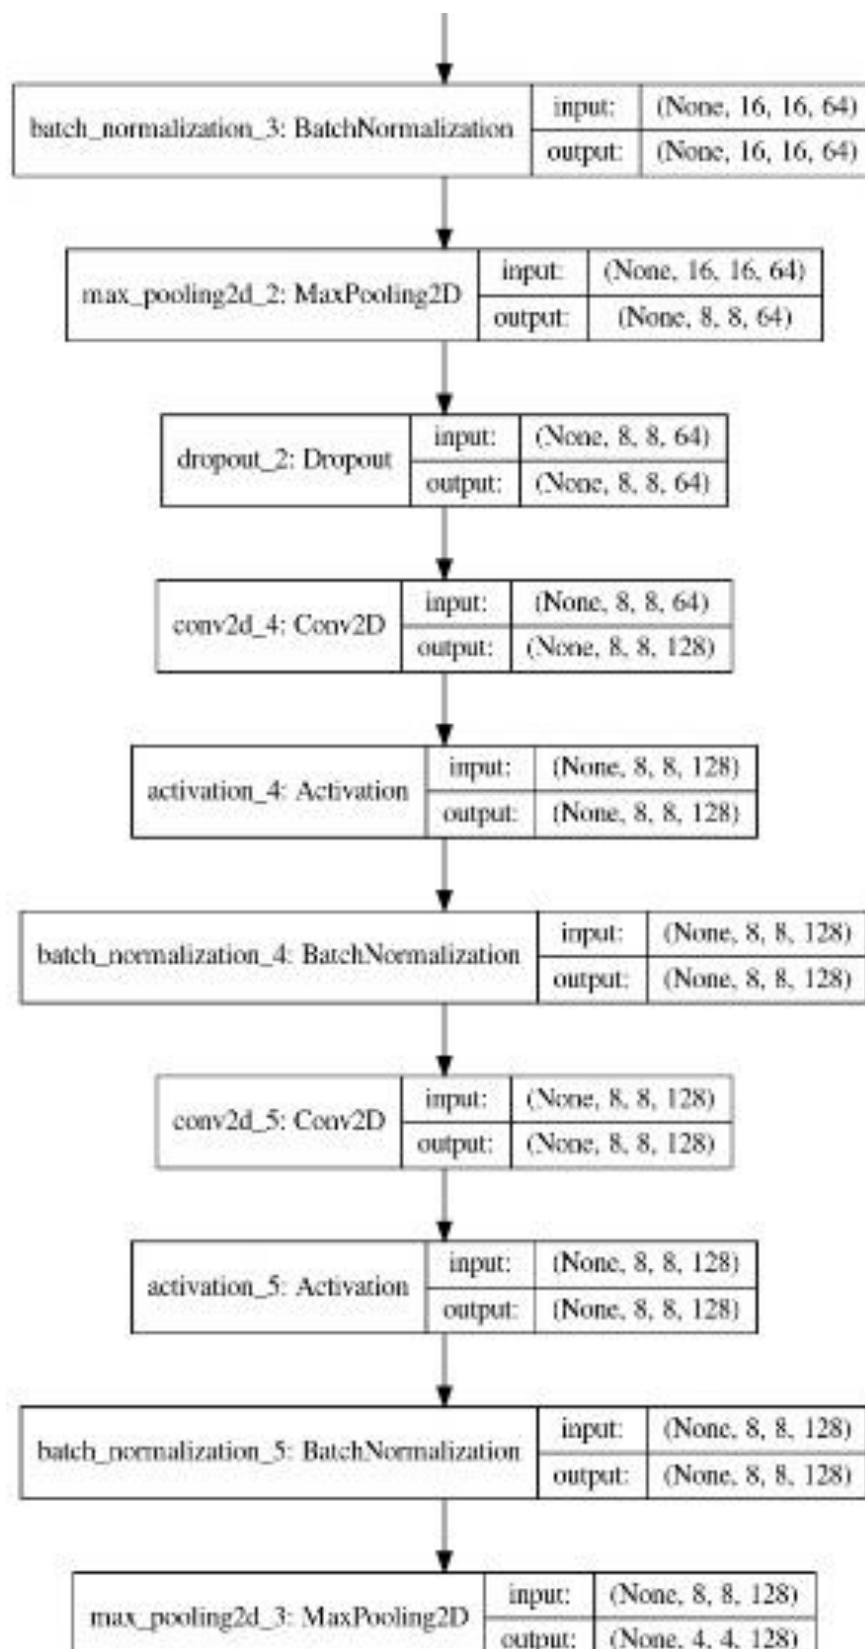 batch_normalization_3: BatchNormalization
input: (None, 16, 16, 64)
output: (None, 16, 16, 64)
max_pooling2d_2: MaxPooling2D
input: (None, 16, 16, 64)
output: (None, 8, 8, 64)
dropout_2: Dropout
input: (None, 8, 8, 64)
output: (None, 8, 8, 64)
conv2d_4: Conv2D
input: (None, 8, 8, 64)
output: (None, 8, 8, 128)
activation_4: Activation
input: (None, 8, 8, 128)
output: (None, 8, 8, 128)
batch_normalization_4: BatchNormalization
input: (None, 8, 8, 128)
output: (None, 8, 8, 128)
conv2d_5: Conv2D
input: (None, 8, 8, 128)
output: (None, 8, 8, 128)
activation_5: Activation
input: (None, 8, 8, 128)
output: (None, 8, 8, 128)
batch_normalization_5: BatchNormalization
input: (None, 8, 8, 128)
output: (None, 8, 8, 128)
max_pooling2d_3: MaxPooling2D
input: (None, 8, 8, 128)
output: (None, 4, 4, 128)